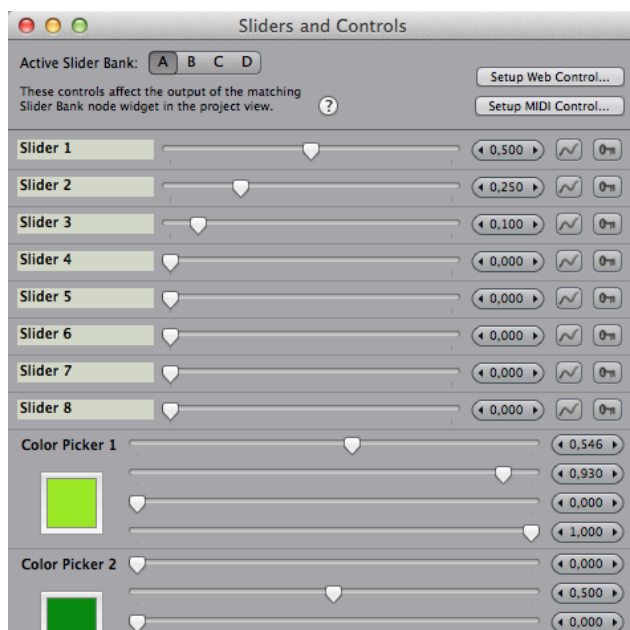 Sliders and Controls
Active Slider Bank: A B C D
Setup Web Control...
These controls affect the output of the matching
Slider Bank node widget in the project view. ?
Setup MIDI Control...
Slider 1 0,500
Slider 2 0,250
Slider 3 0,100
Slider 4 0,000
Slider 5 0,000
Slider 6 0,000
Slider 7 0,000
Slider 8 0,000
Color Picker 1 0,546
0,930
0,000
1,000
Color Picker 2 0,000
0,500
0,000